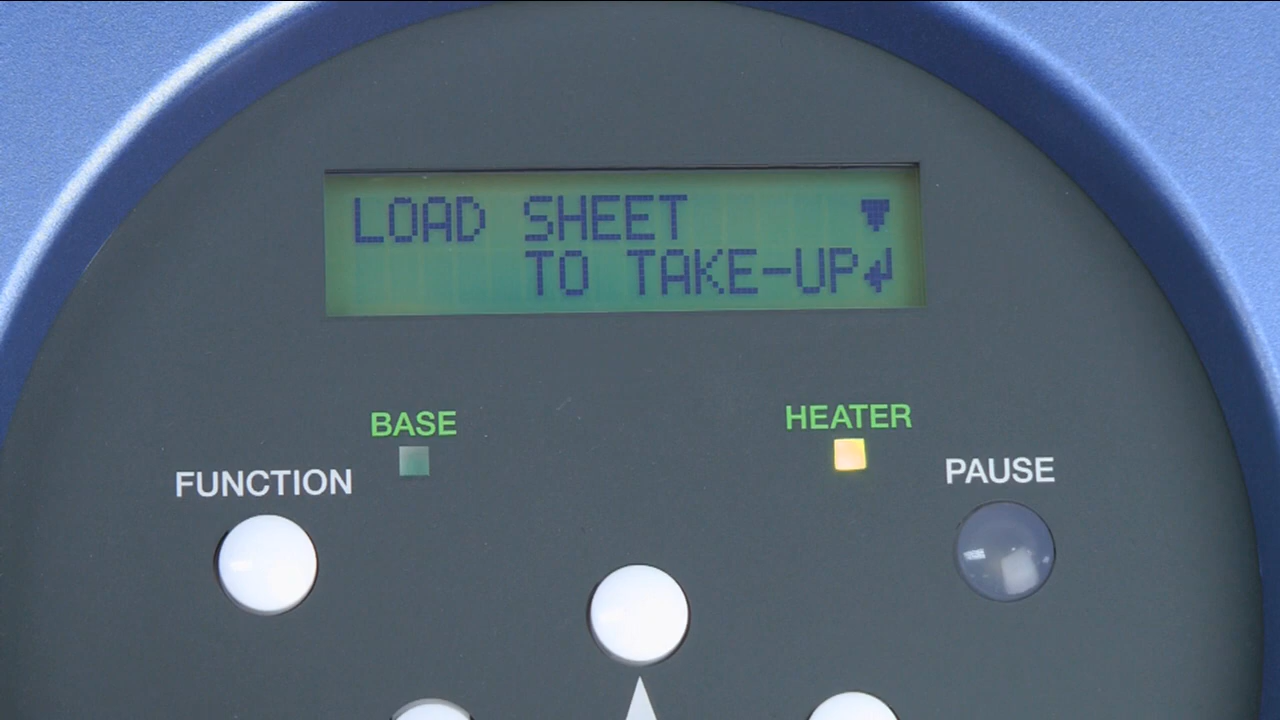 LOAD SHEET ▼
TO TAKE-UP↲
BASE
HEATER
FUNCTION
PAUSE